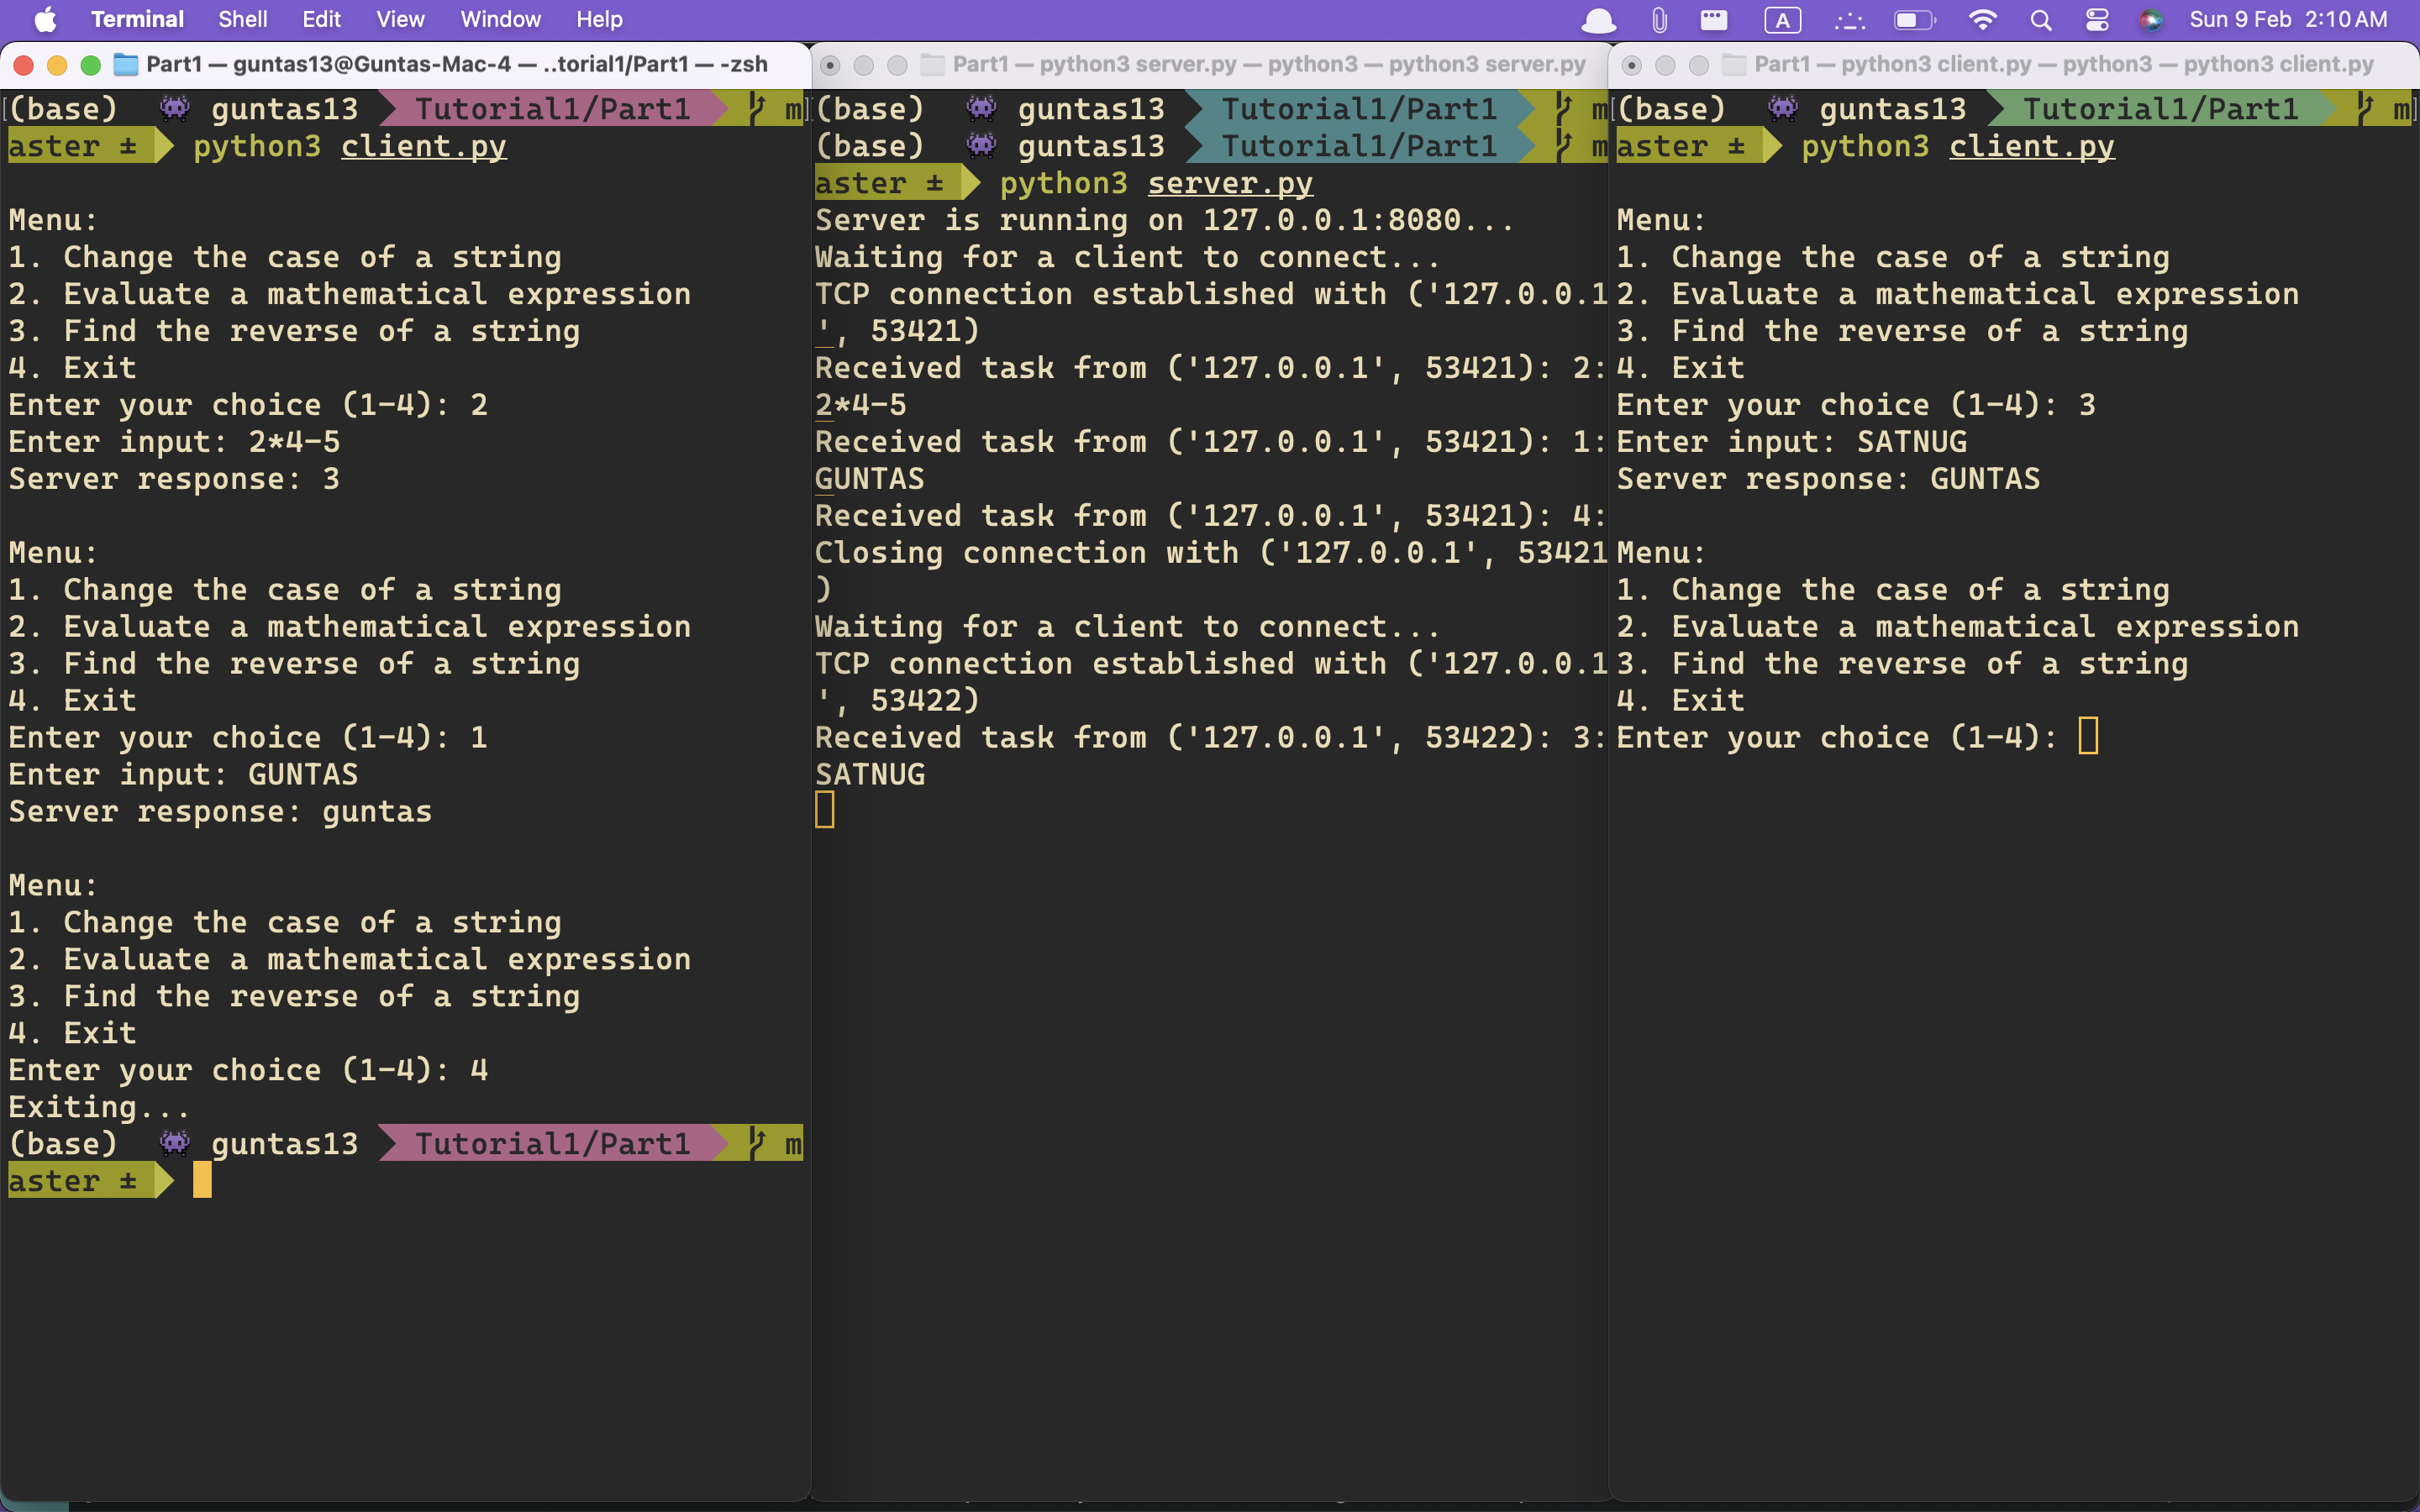 Terminal Shell Edit View Window Help A Sun 9 Feb 2:10 AM
Part1 — guntas13@Guntas-Mac-4 — ..torial1/Part1 — -zsh
(base) guntas13 Tutorial1/Part1 m
aster ± python3 client.py
Menu:
1. Change the case of a string
2. Evaluate a mathematical expression
3. Find the reverse of a string
4. Exit
Enter your choice (1-4): 2
Enter input: 2*4-5
Server response: 3
Menu:
1. Change the case of a string
2. Evaluate a mathematical expression
3. Find the reverse of a string
4. Exit
Enter your choice (1-4): 1
Enter input: GUNTAS
Server response: guntas
Menu:
1. Change the case of a string
2. Evaluate a mathematical expression
3. Find the reverse of a string
4. Exit
Enter your choice (1-4): 4
Exiting...
(base) guntas13 Tutorial1/Part1 m
aster ±
Part1 — python3 server.py — python3 — python3 server.py
(base) guntas13 Tutorial1/Part1 m
(base) guntas13 Tutorial1/Part1 m
aster ± python3 server.py
Server is running on 127.0.0.1:8080...
Waiting for a client to connect...
TCP connection established with ('127.0.0.1
', 53421)
Received task from ('127.0.0.1', 53421): 2:
2*4-5
Received task from ('127.0.0.1', 53421): 1:
GUNTAS
Received task from ('127.0.0.1', 53421): 4:
Closing connection with ('127.0.0.1', 53421
)
Waiting for a client to connect...
TCP connection established with ('127.0.0.1
', 53422)
Received task from ('127.0.0.1', 53422): 3:
SATNUG
Part1 — python3 client.py — python3 — python3 client.py
(base) guntas13 Tutorial1/Part1 m
aster ± python3 client.py
Menu:
1. Change the case of a string
2. Evaluate a mathematical expression
3. Find the reverse of a string
4. Exit
Enter your choice (1-4): 3
Enter input: SATNUG
Server response: GUNTAS
Menu:
1. Change the case of a string
2. Evaluate a mathematical expression
3. Find the reverse of a string
4. Exit
Enter your choice (1-4):